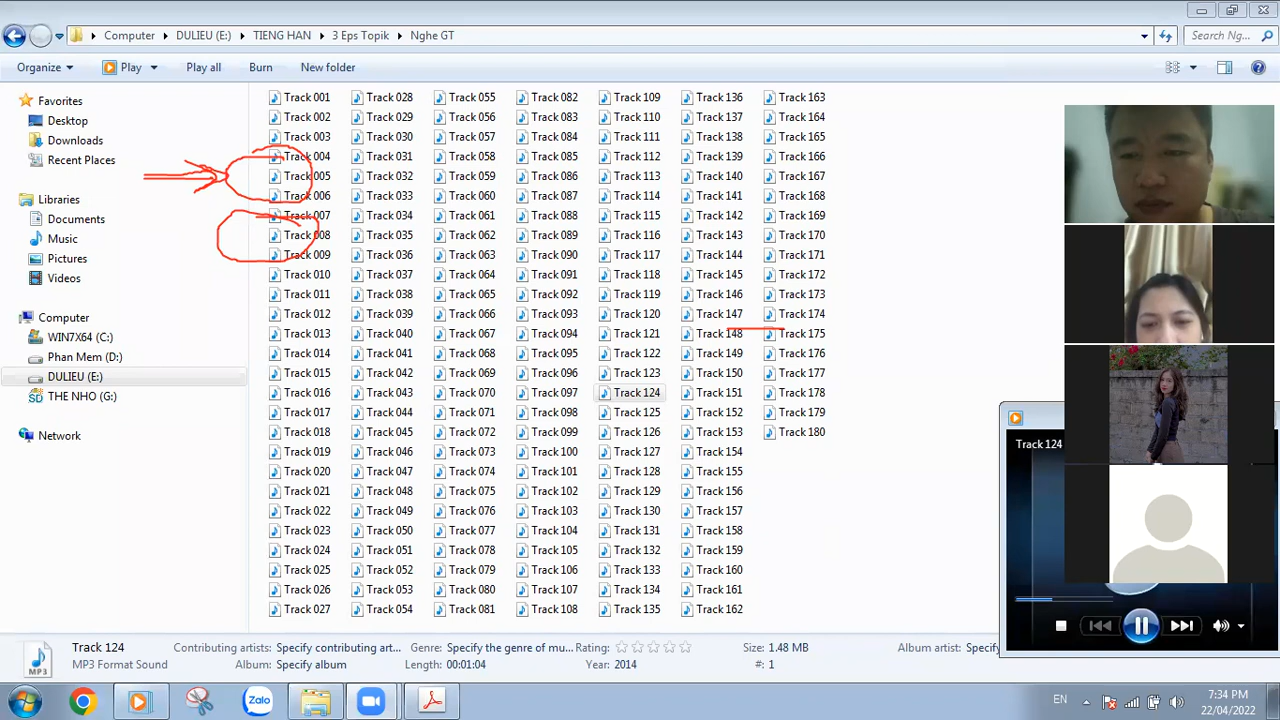 Computer ▸ DULIEU (E:) ▸ TIENG HAN ▸ 3 Eps Topik ▸ Nghe GT
Search Ng...
Organize Play Play all Burn New folder
Favorites
Desktop
Downloads
Recent Places
Libraries
Documents
Music
Pictures
Videos
Computer
WIN7X64 (C:)
Phan Mem (D:)
DULIEU (E:)
THE NHO (G:)
Network
Track 001 Track 028 Track 055 Track 082 Track 109 Track 136 Track 163
Track 002 Track 029 Track 056 Track 083 Track 110 Track 137 Track 164
Track 003 Track 030 Track 057 Track 084 Track 111 Track 138 Track 165
Track 004 Track 031 Track 058 Track 085 Track 112 Track 139 Track 166
Track 005 Track 032 Track 059 Track 086 Track 113 Track 140 Track 167
Track 006 Track 033 Track 060 Track 087 Track 114 Track 141 Track 168
Track 007 Track 034 Track 061 Track 088 Track 115 Track 142 Track 169
Track 008 Track 035 Track 062 Track 089 Track 116 Track 143 Track 170
Track 009 Track 036 Track 063 Track 090 Track 117 Track 144 Track 171
Track 010 Track 037 Track 064 Track 091 Track 118 Track 145 Track 172
Track 011 Track 038 Track 065 Track 092 Track 119 Track 146 Track 173
Track 012 Track 039 Track 066 Track 093 Track 120 Track 147 Track 174
Track 013 Track 040 Track 067 Track 094 Track 121 Track 148 Track 175
Track 014 Track 041 Track 068 Track 095 Track 122 Track 149 Track 176
Track 015 Track 042 Track 069 Track 096 Track 123 Track 150 Track 177
Track 016 Track 043 Track 070 Track 097 Track 124 Track 151 Track 178
Track 017 Track 044 Track 071 Track 098 Track 125 Track 152 Track 179
Track 018 Track 045 Track 072 Track 099 Track 126 Track 153 Track 180
Track 019 Track 046 Track 073 Track 100 Track 127 Track 154
Track 020 Track 047 Track 074 Track 101 Track 128 Track 155
Track 021 Track 048 Track 075 Track 102 Track 129 Track 156
Track 022 Track 049 Track 076 Track 103 Track 130 Track 157
Track 023 Track 050 Track 077 Track 104 Track 131 Track 158
Track 024 Track 051 Track 078 Track 105 Track 132 Track 159
Track 025 Track 052 Track 079 Track 106 Track 133 Track 160
Track 026 Track 053 Track 080 Track 107 Track 134 Track 161
Track 027 Track 054 Track 081 Track 108 Track 135 Track 162
Track 124
Track 124 Contributing artists: Specify contributing art... Genre: Specify the genre of mu... Rating: Size: 1.48 MB Album artist: Specify
MP3 Format Sound Album: Specify album Length: 00:01:04 Year: 2014 #: 1
Zalo
EN
7:34 PM
22/04/2022